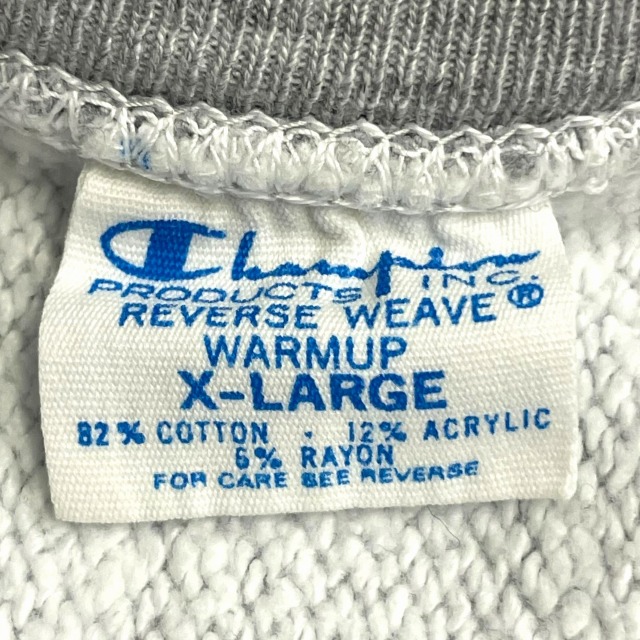 Champion
PRODUCTS INC.
REVERSE WEAVE®
WARMUP
X-LARGE
82% COTTON · 12% ACRYLIC
6% RAYON
FOR CARE SEE REVERSE